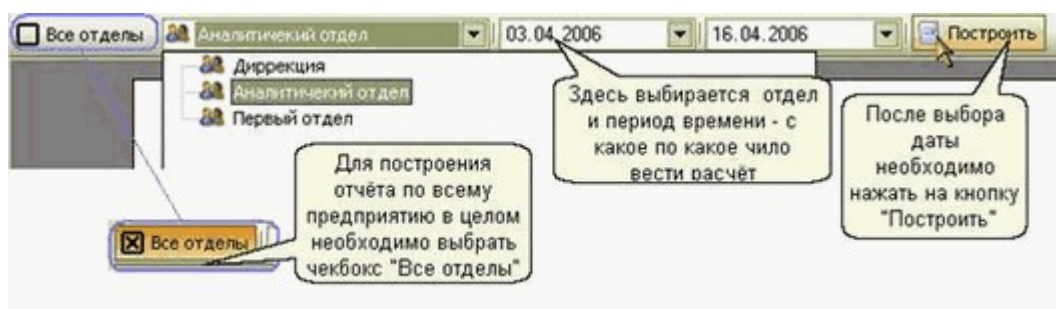 Все отделы
Аналитичекий отдел
03.04.2006
16.04.2006
Построить
Диррекция
Аналитичекий отдел
Первый отдел
Здесь выбирается отдел
и период времени - с
какое по какое чило
вести расчёт
После выбора
даты
необходимо
нажать на кнопку
"Построить"
Для построения
отчёта по всему
предприятию в целом
необходимо выбрать
чекбокс "Все отделы"
Все отделы